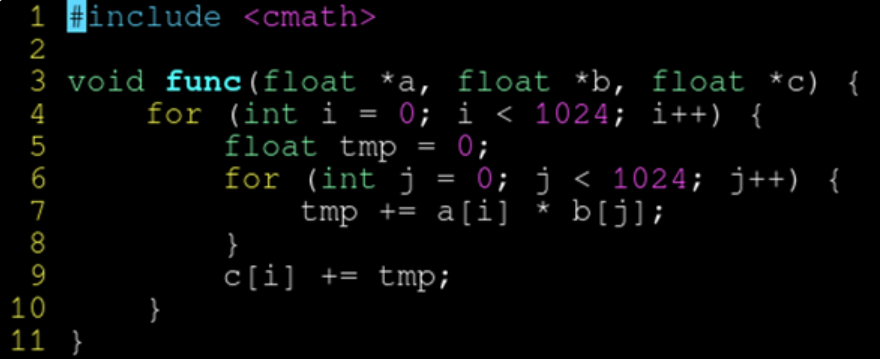 1 #include <cmath>
2
3 void func(float *a, float *b, float *c) {
4     for (int i = 0; i < 1024; i++) {
5         float tmp = 0;
6         for (int j = 0; j < 1024; j++) {
7             tmp += a[i] * b[j];
8         }
9         c[i] += tmp;
10     }
11 }